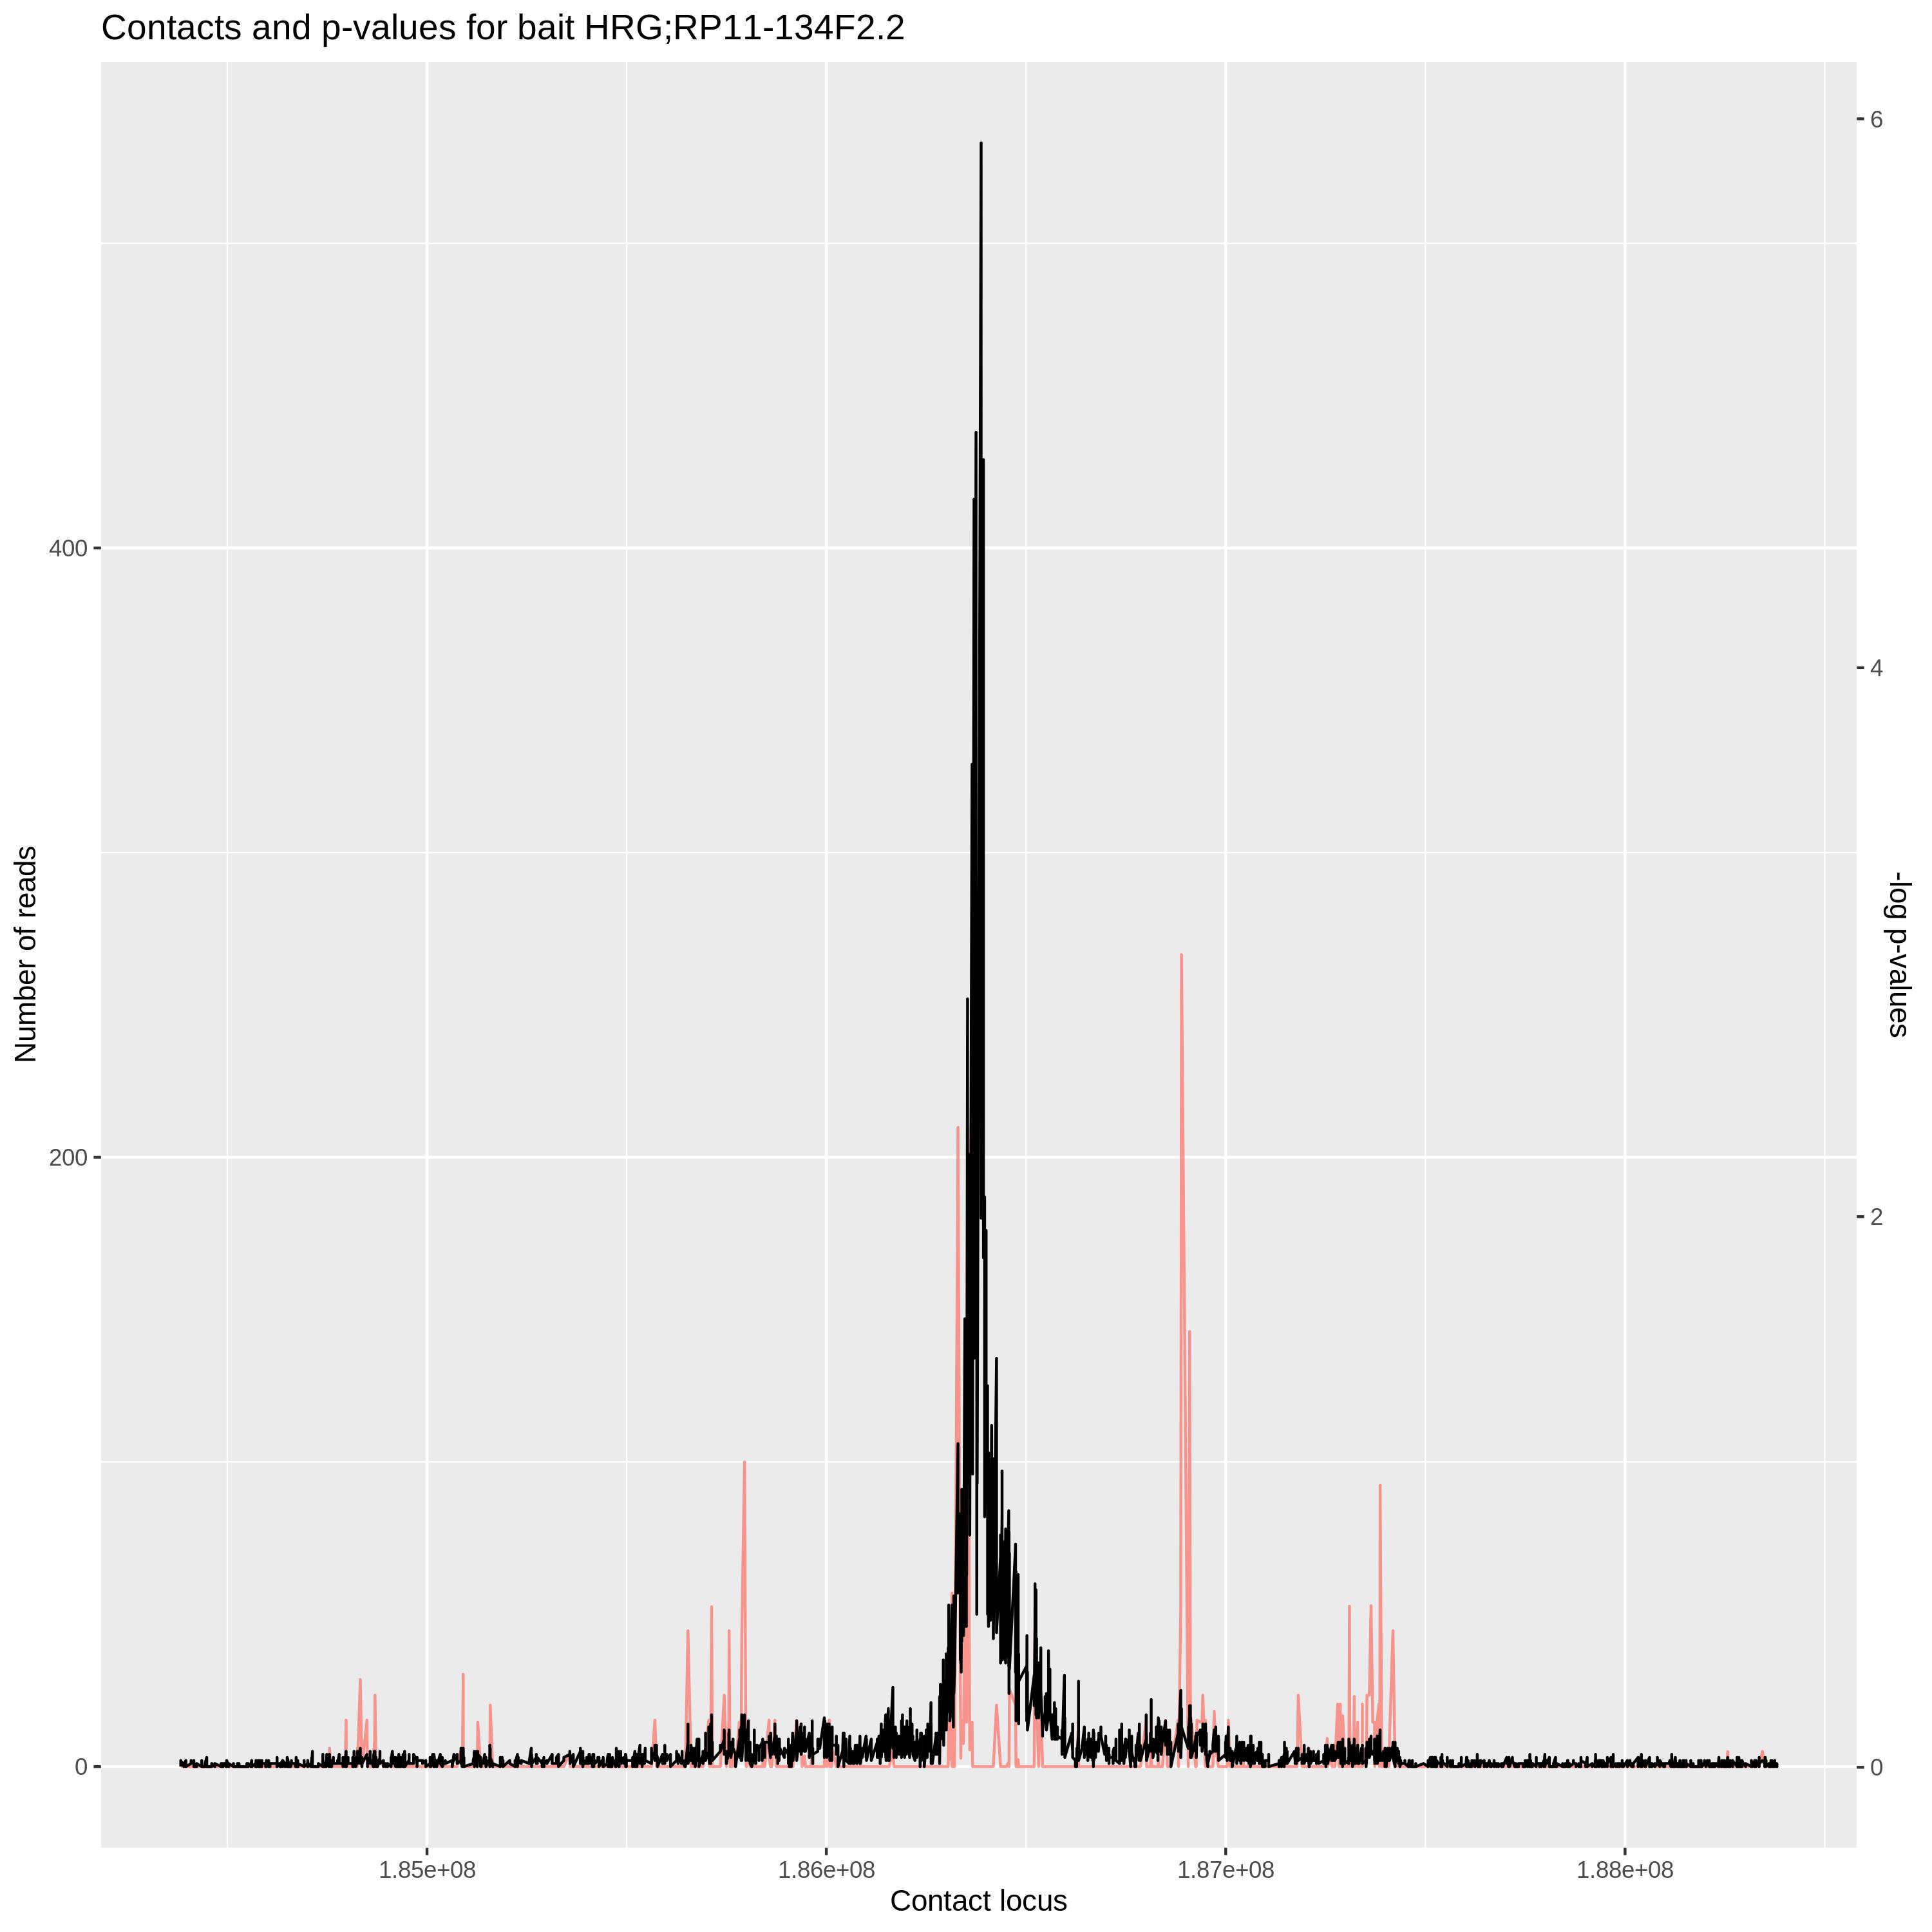 Contacts and p-values for bait HRG;RP11-134F2.2
6
400
4
Number of reads
-log p-values
200
2
0
0
1.85e+08
1.86e+08
1.87e+08
1.88e+08
Contact locus